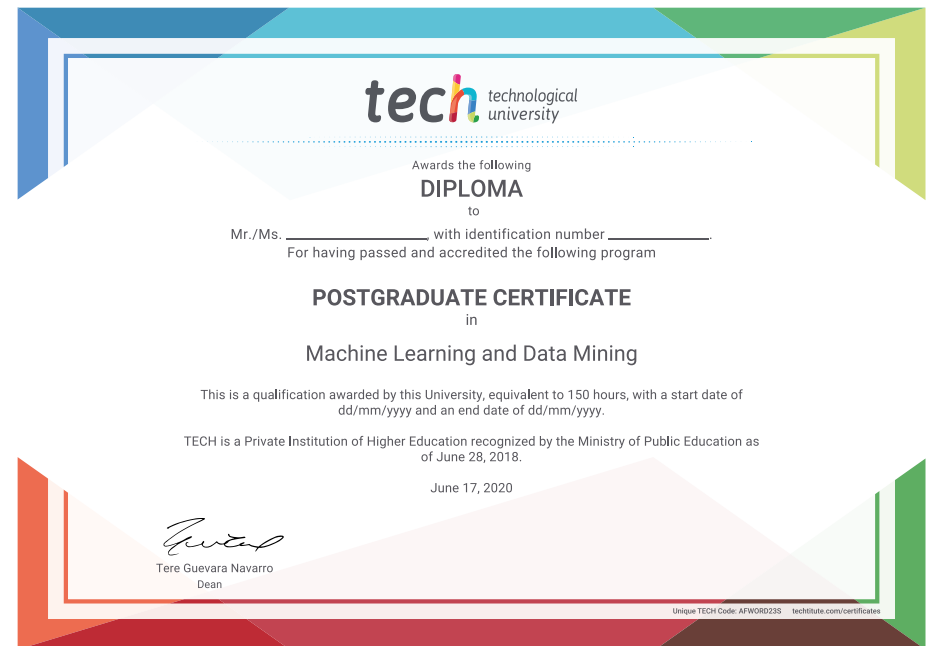 tech technological
university
Awards the following
DIPLOMA
to
Mr./Ms. ____________________, with identification number ______________.
For having passed and accredited the following program
POSTGRADUATE CERTIFICATE
in
Machine Learning and Data Mining
This is a qualification awarded by this University, equivalent to 150 hours, with a start date of
dd/mm/yyyy and an end date of dd/mm/yyyy.
TECH is a Private Institution of Higher Education recognized by the Ministry of Public Education as
of June 28, 2018.
June 17, 2020
Tere Guevara Navarro
Dean
Unique TECH Code: AFWORD23S techtitute.com/certificates